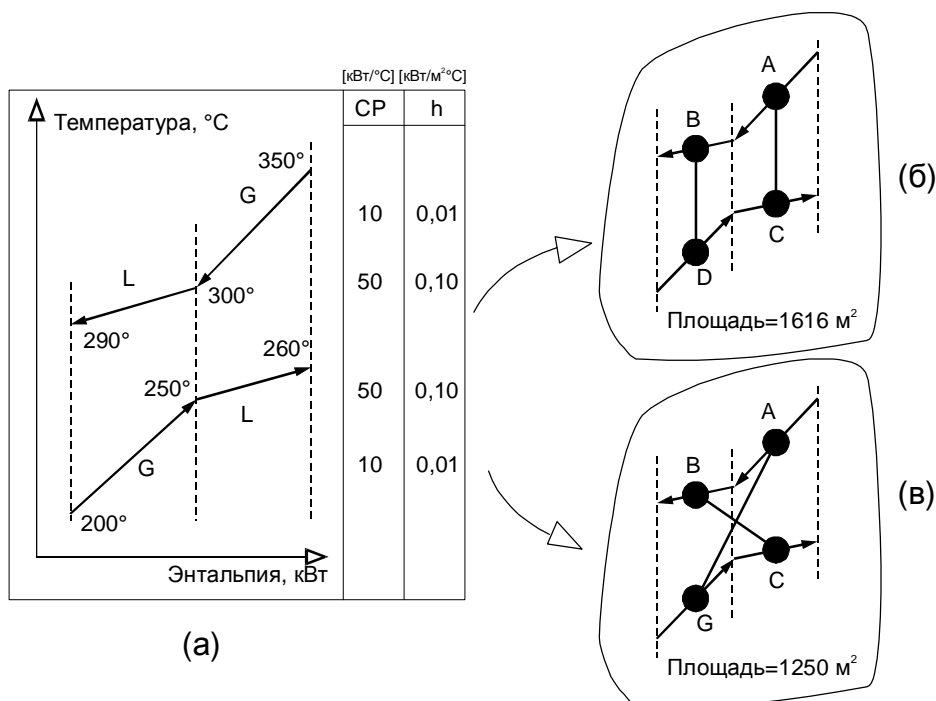 [кВт/°C] [кВт/м²°C]
CP h
Температура, °C
350°
G
10 0,01
L
300°
50 0,10
290°
260°
250°
50 0,10
L
G
10 0,01
200°
Энтальпия, кВт
(а)
A
B
C
D
Площадь=1616 м²
(б)
A
B
C
G
Площадь=1250 м²
(в)